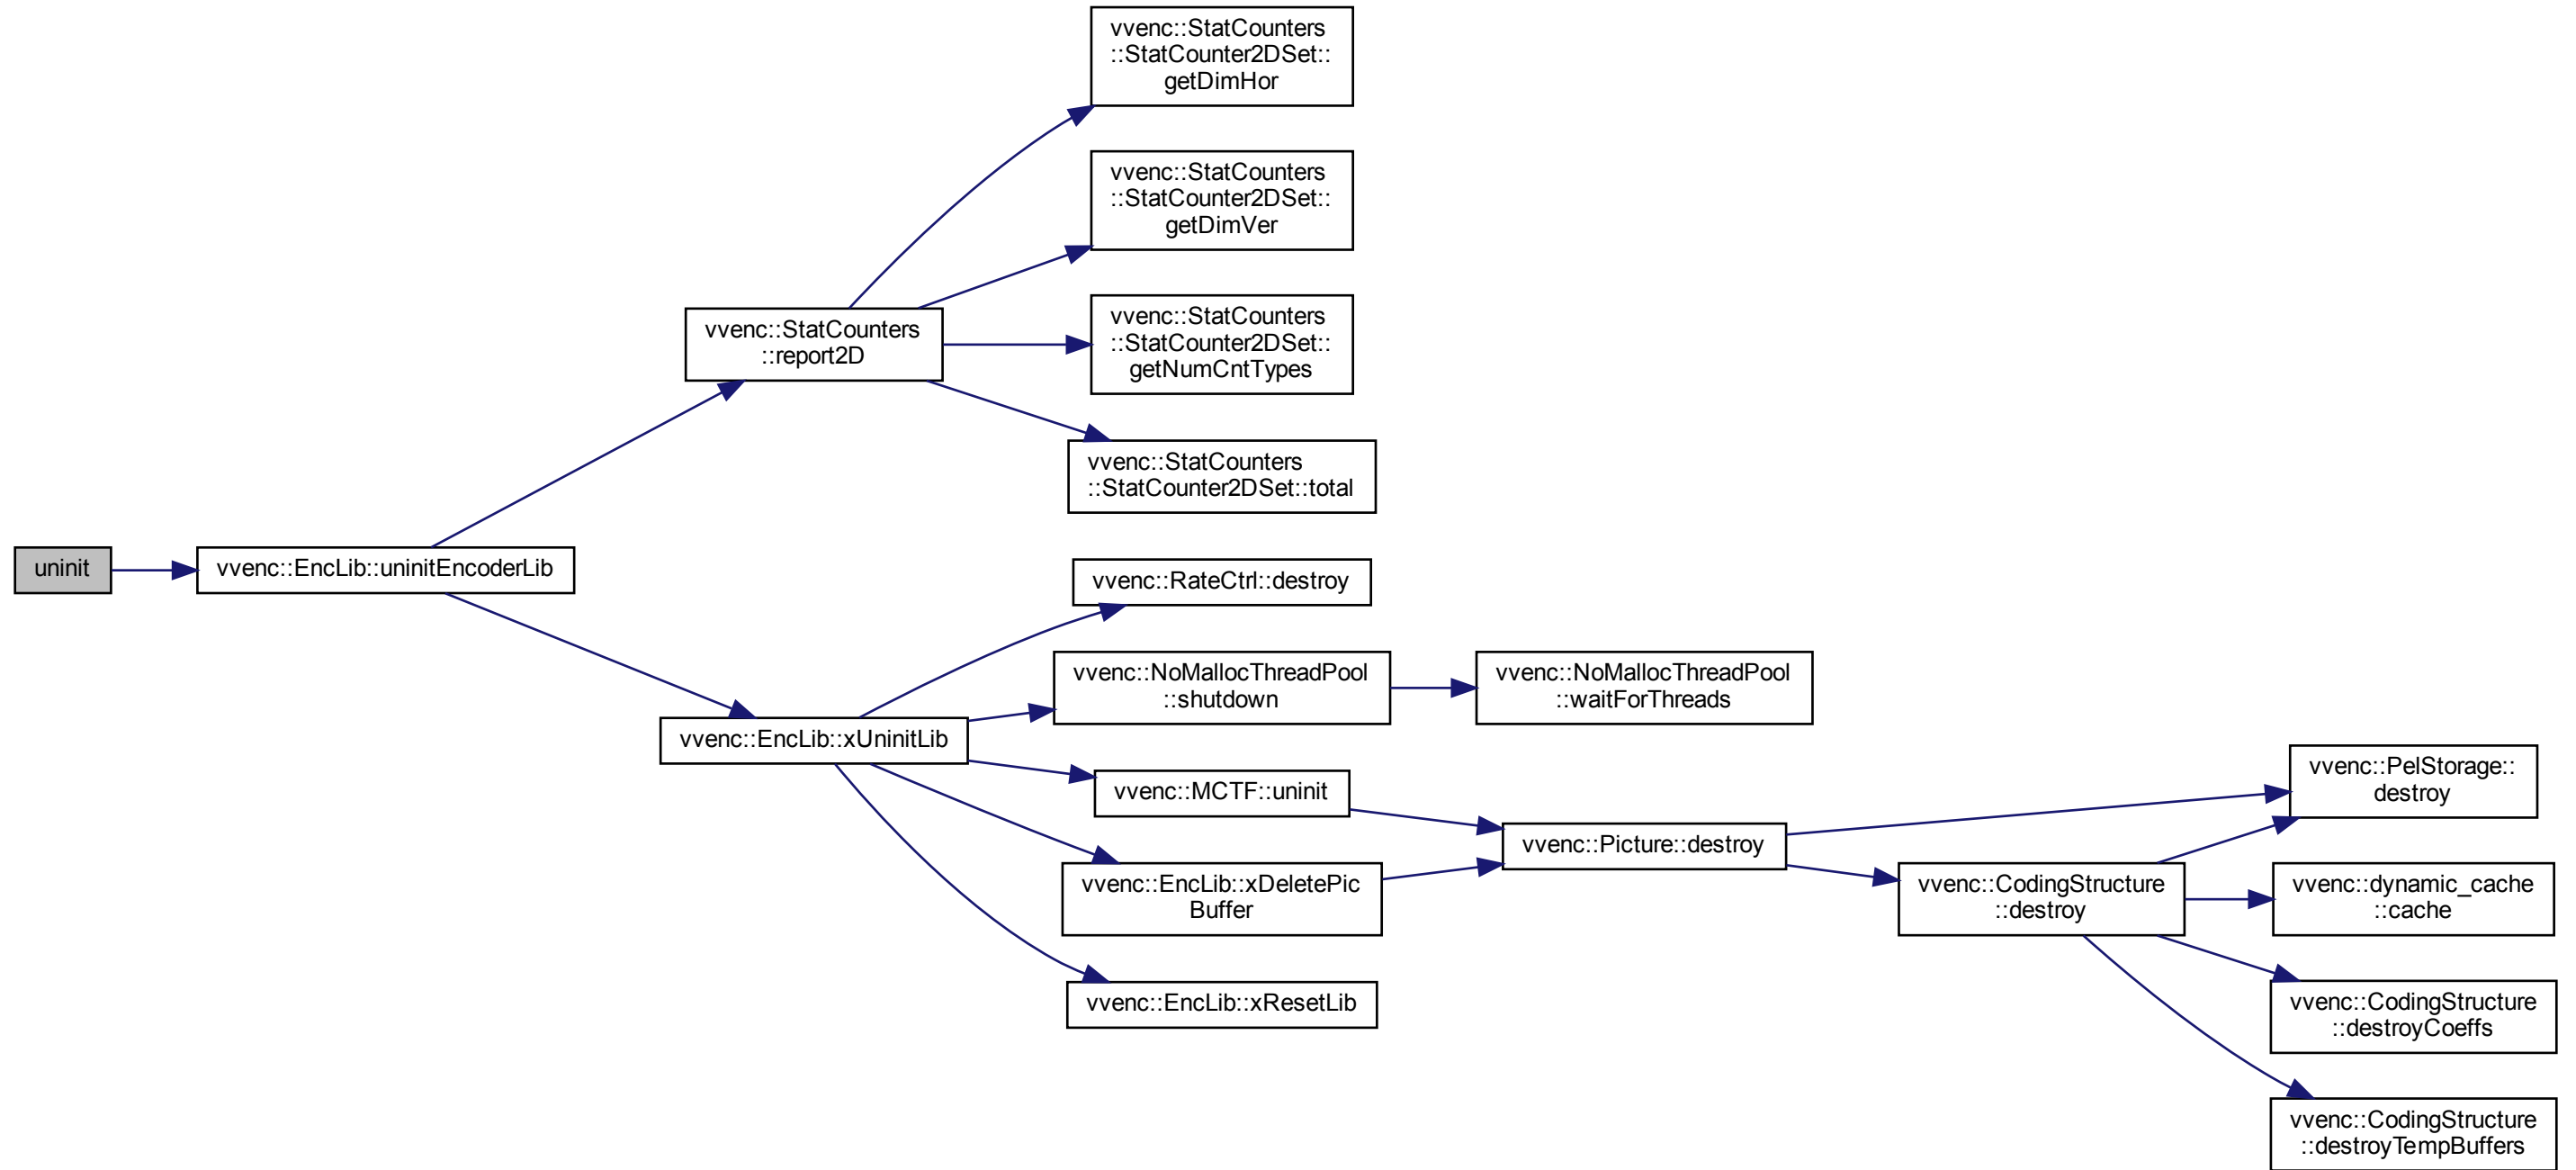 uninit
vvenc::EncLib::uninitEncoderLib
vvenc::StatCounters
::report2D
vvenc::StatCounters
::StatCounter2DSet::
getDimHor
vvenc::StatCounters
::StatCounter2DSet::
getDimVer
vvenc::StatCounters
::StatCounter2DSet::
getNumCntTypes
vvenc::StatCounters
::StatCounter2DSet::total
vvenc::EncLib::xUninitLib
vvenc::RateCtrl::destroy
vvenc::NoMallocThreadPool
::shutdown
vvenc::NoMallocThreadPool
::waitForThreads
vvenc::MCTF::uninit
vvenc::EncLib::xDeletePic
Buffer
vvenc::EncLib::xResetLib
vvenc::Picture::destroy
vvenc::CodingStructure
::destroy
vvenc::PelStorage::
destroy
vvenc::dynamic_cache
::cache
vvenc::CodingStructure
::destroyCoeffs
vvenc::CodingStructure
::destroyTempBuffers